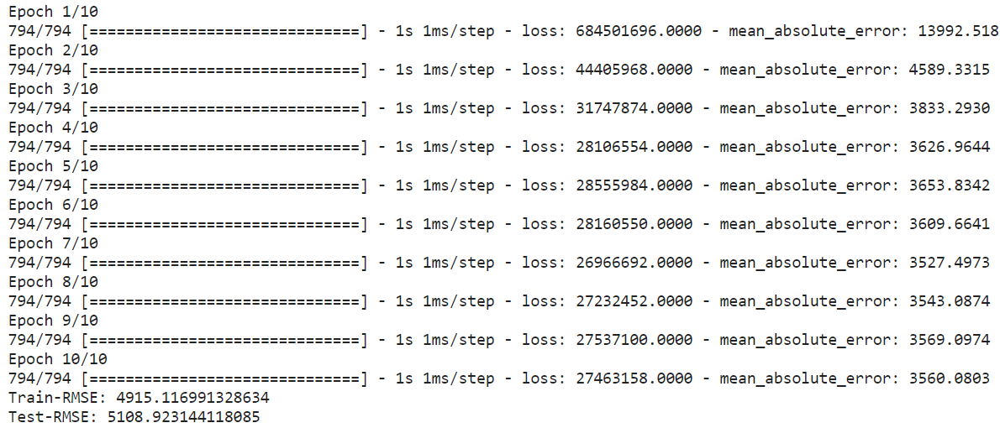 Epoch 1/10
794/794 [==============================] - 1s 1ms/step - loss: 684501696.0000 - mean_absolute_error: 13992.518
Epoch 2/10
794/794 [==============================] - 1s 1ms/step - loss: 44405968.0000 - mean_absolute_error: 4589.3315
Epoch 3/10
794/794 [==============================] - 1s 1ms/step - loss: 31747874.0000 - mean_absolute_error: 3833.2930
Epoch 4/10
794/794 [==============================] - 1s 1ms/step - loss: 28106554.0000 - mean_absolute_error: 3626.9644
Epoch 5/10
794/794 [==============================] - 1s 1ms/step - loss: 28555984.0000 - mean_absolute_error: 3653.8342
Epoch 6/10
794/794 [==============================] - 1s 1ms/step - loss: 28160550.0000 - mean_absolute_error: 3609.6641
Epoch 7/10
794/794 [==============================] - 1s 1ms/step - loss: 26966692.0000 - mean_absolute_error: 3527.4973
Epoch 8/10
794/794 [==============================] - 1s 1ms/step - loss: 27232452.0000 - mean_absolute_error: 3543.0874
Epoch 9/10
794/794 [==============================] - 1s 1ms/step - loss: 27537100.0000 - mean_absolute_error: 3569.0974
Epoch 10/10
794/794 [==============================] - 1s 1ms/step - loss: 27463158.0000 - mean_absolute_error: 3560.0803
Train-RMSE: 4915.116991328634
Test-RMSE: 5108.923144118085